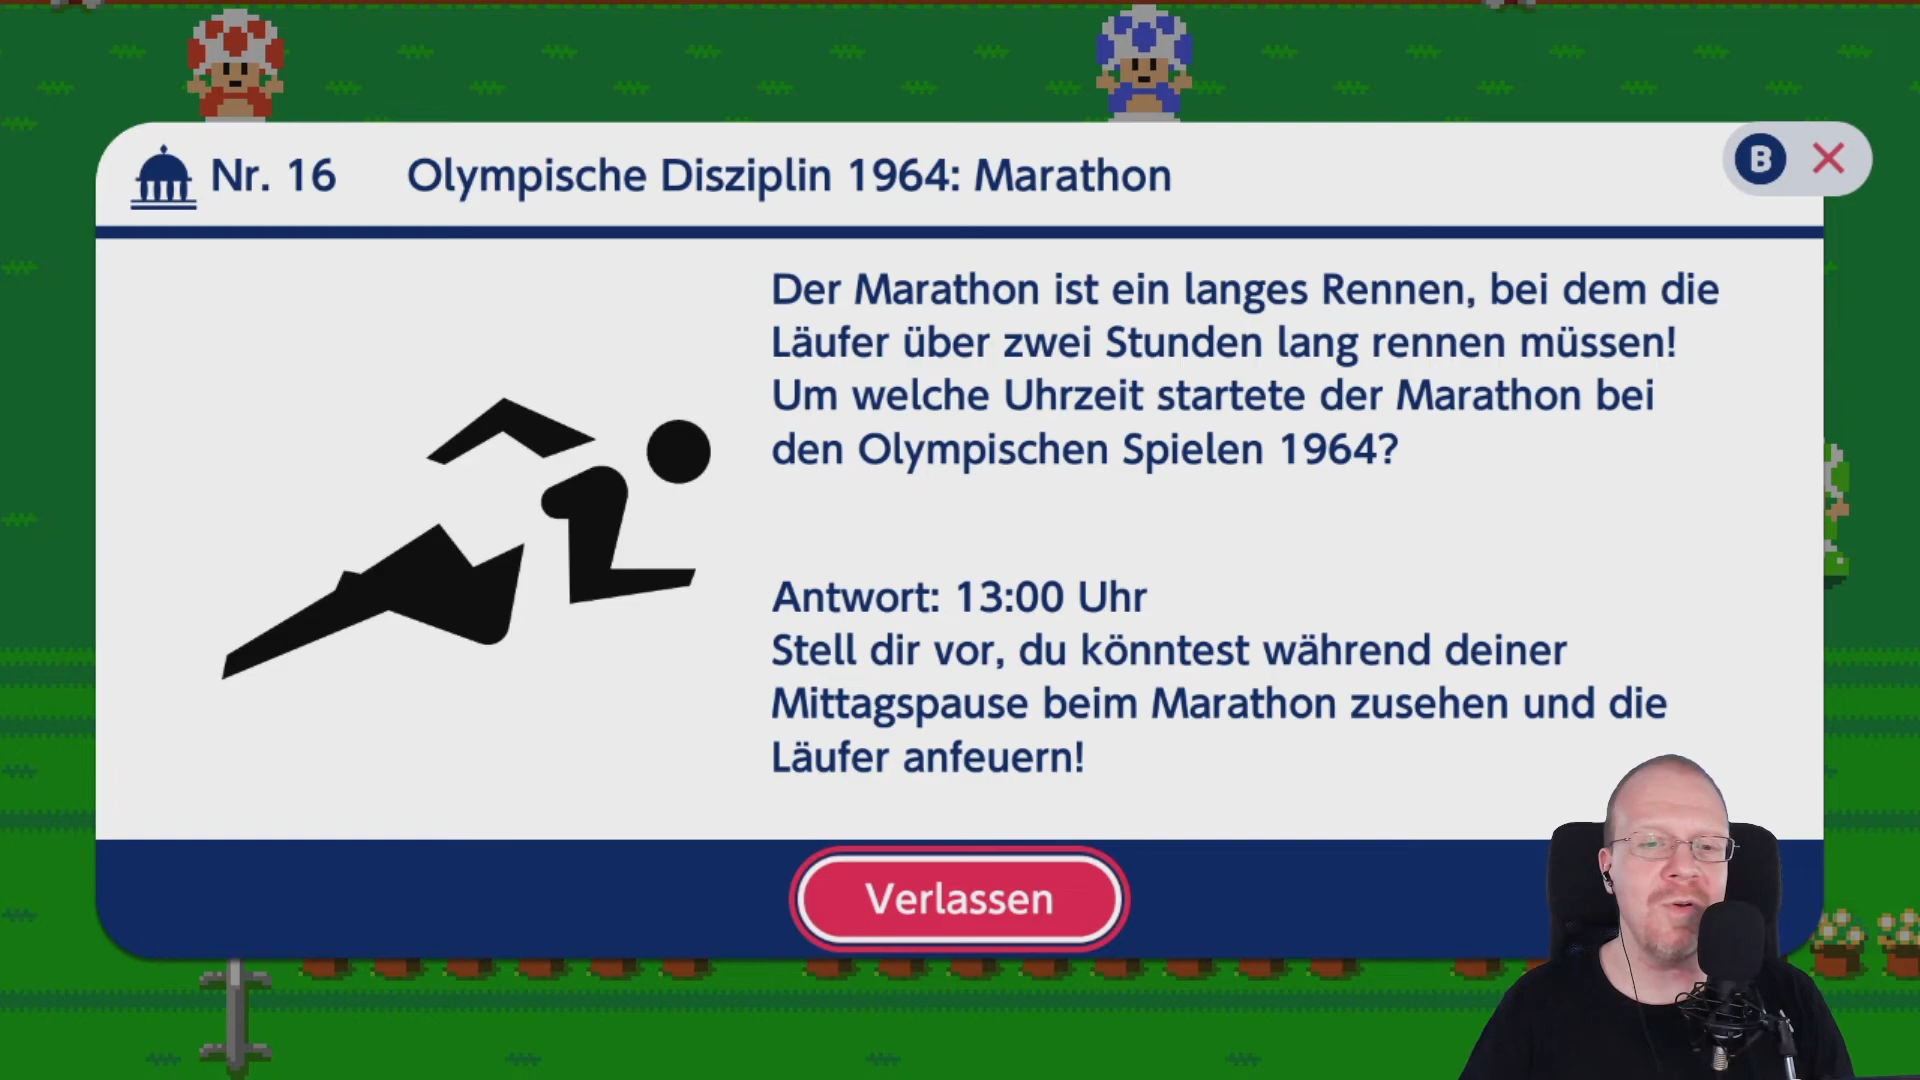 Nr. 16 Olympische Disziplin 1964: Marathon
B
Der Marathon ist ein langes Rennen, bei dem die
Läufer über zwei Stunden lang rennen müssen!
Um welche Uhrzeit startete der Marathon bei
den Olympischen Spielen 1964?
Antwort: 13:00 Uhr
Stell dir vor, du könntest während deiner
Mittagspause beim Marathon zusehen und die
Läufer anfeuern!
Verlassen